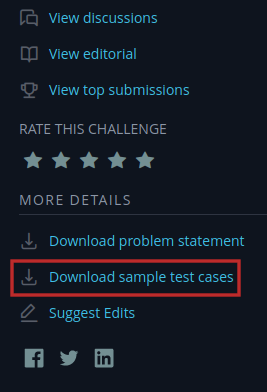 View discussions
View editorial
View top submissions
RATE THIS CHALLENGE
MORE DETAILS
Download problem statement
Download sample test cases
Suggest Edits